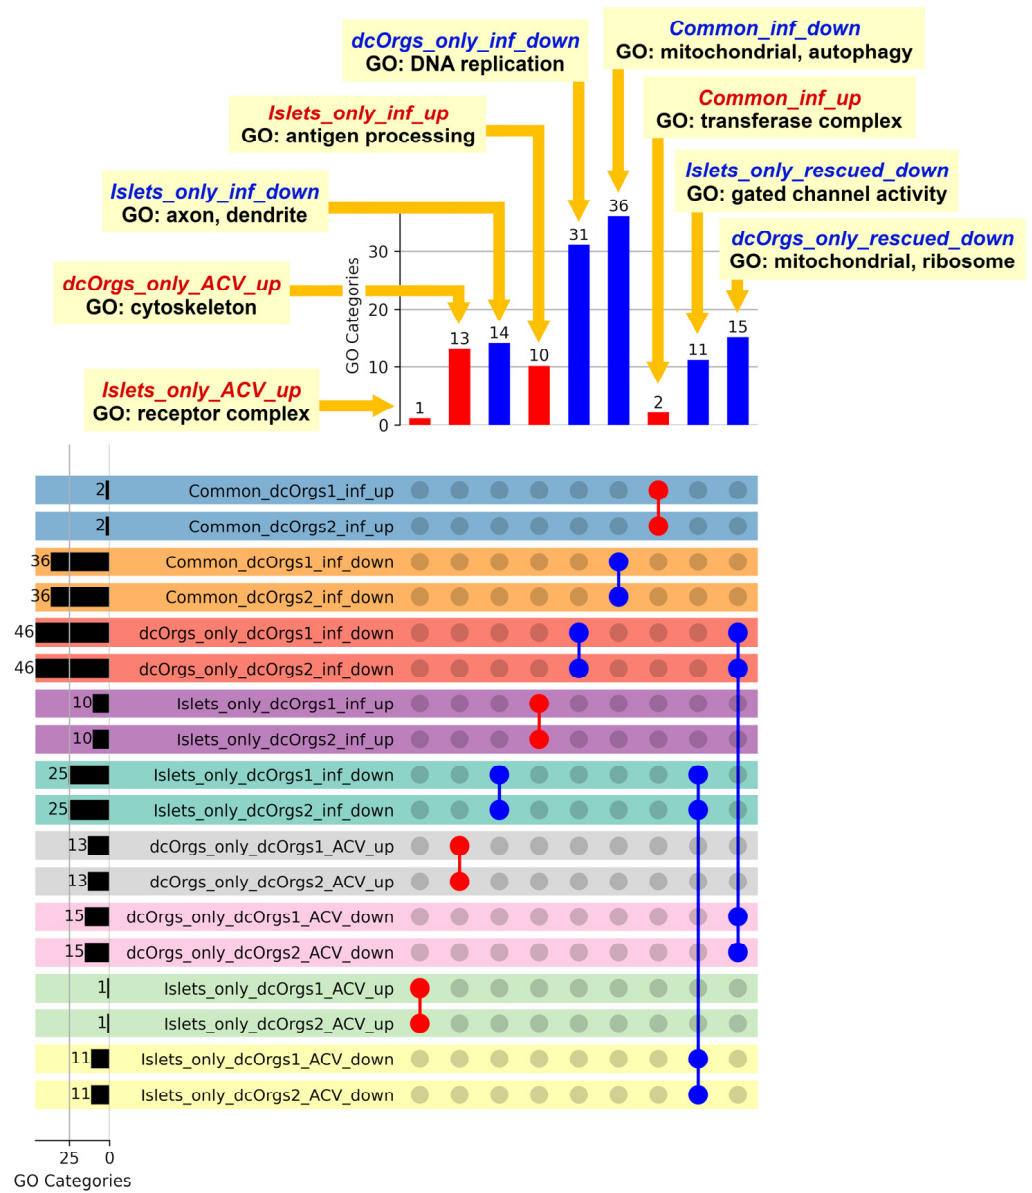 dcOrgs_only_inf_down
GO: DNA replication
Common_inf_down
GO: mitochondrial, autophagy
Islets_only_inf_up
GO: antigen processing
Common_inf_up
GO: transferase complex
Islets_only_inf_down
GO: axon, dendrite
Islets_only_rescued_down
GO: gated channel activity
dcOrgs_only_rescued_down
GO: mitochondrial, ribosome
dcOrgs_only_ACV_up
GO: cytoskeleton
Islets_only_ACV_up
GO: receptor complex
GO Categories
30
20
10
0
1
13
14
10
31
36
2
11
15
2 Common_dcOrgs1_inf_up
2 Common_dcOrgs2_inf_up
36 Common_dcOrgs1_inf_down
36 Common_dcOrgs2_inf_down
46 dcOrgs_only_dcOrgs1_inf_down
46 dcOrgs_only_dcOrgs2_inf_down
10 Islets_only_dcOrgs1_inf_up
10 Islets_only_dcOrgs2_inf_up
25 Islets_only_dcOrgs1_inf_down
25 Islets_only_dcOrgs2_inf_down
13 dcOrgs_only_dcOrgs1_ACV_up
13 dcOrgs_only_dcOrgs2_ACV_up
15 dcOrgs_only_dcOrgs1_ACV_down
15 dcOrgs_only_dcOrgs2_ACV_down
1 Islets_only_dcOrgs1_ACV_up
1 Islets_only_dcOrgs2_ACV_up
11 Islets_only_dcOrgs1_ACV_down
11 Islets_only_dcOrgs2_ACV_down
25 0
GO Categories